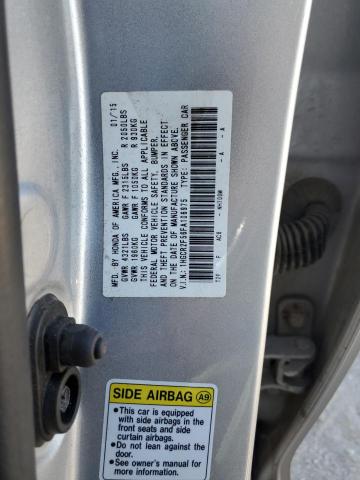 MFD. BY HONDA OF AMERICA MFG., INC. 01/15
GVWR 4321LBS GAWR F 2315LBS R 2050LBS
GVWR 1960KG GAWR F 1050KG R 930KG
THIS VEHICLE CONFORMS TO ALL APPLICABLE
FEDERAL MOTOR VEHICLE SAFETY, BUMPER,
AND THEFT PREVENTION STANDARDS IN EFFECT
ON THE DATE OF MANUFACTURE SHOWN ABOVE.
V.I.N.: TYPE: PASSENGER CAR
SIDE AIRBAG A9
• This car is equipped
with side airbags in the
front seats and side
curtain airbags.
• Do not lean against the
door.
• See owner's manual for
more information.